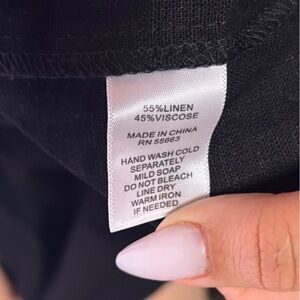 55%LINEN
45%VISCOSE
MADE IN CHINA
RN 55663
HAND WASH COLD
SEPARATELY
MILD SOAP
DO NOT BLEACH
LINE DRY
WARM IRON
IF NEEDED